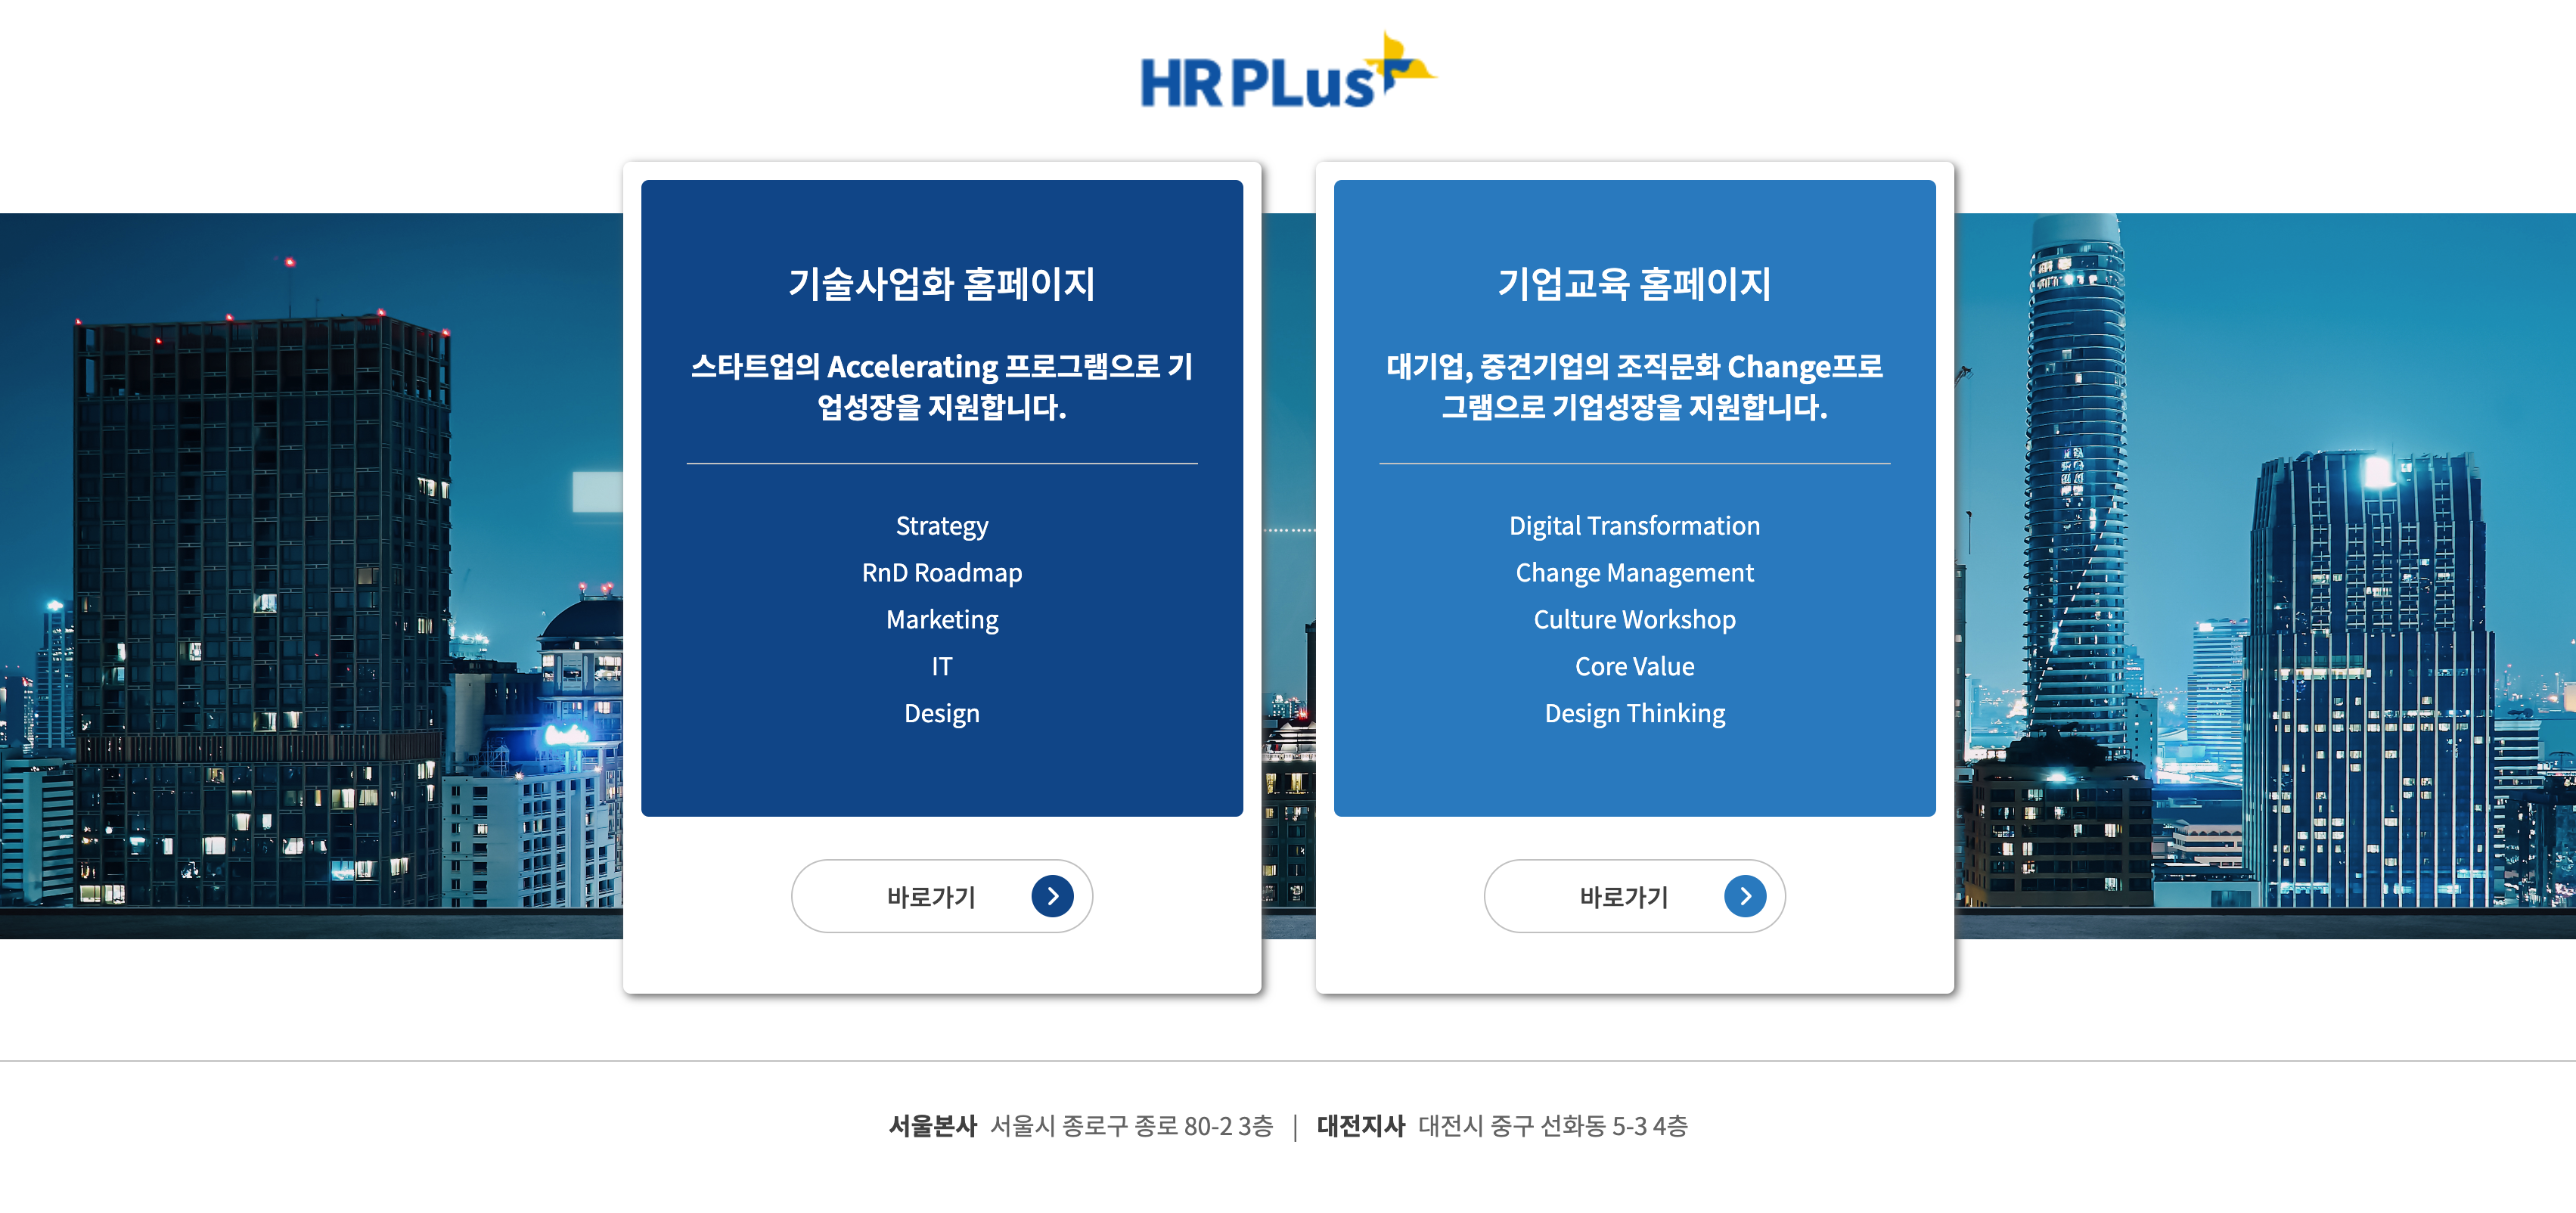 HR PLus
기술사업화 홈페이지
스타트업의 Accelerating 프로그램으로 기
업성장을 지원합니다.
Strategy
RnD Roadmap
Marketing
IT
Design
바로가기
기업교육 홈페이지
대기업, 중견기업의 조직문화 Change프로
그램으로 기업성장을 지원합니다.
Digital Transformation
Change Management
Culture Workshop
Core Value
Design Thinking
바로가기
서울본사 서울시 종로구 종로 80-2 3층 | 대전지사 대전시 중구 선화동 5-3 4층